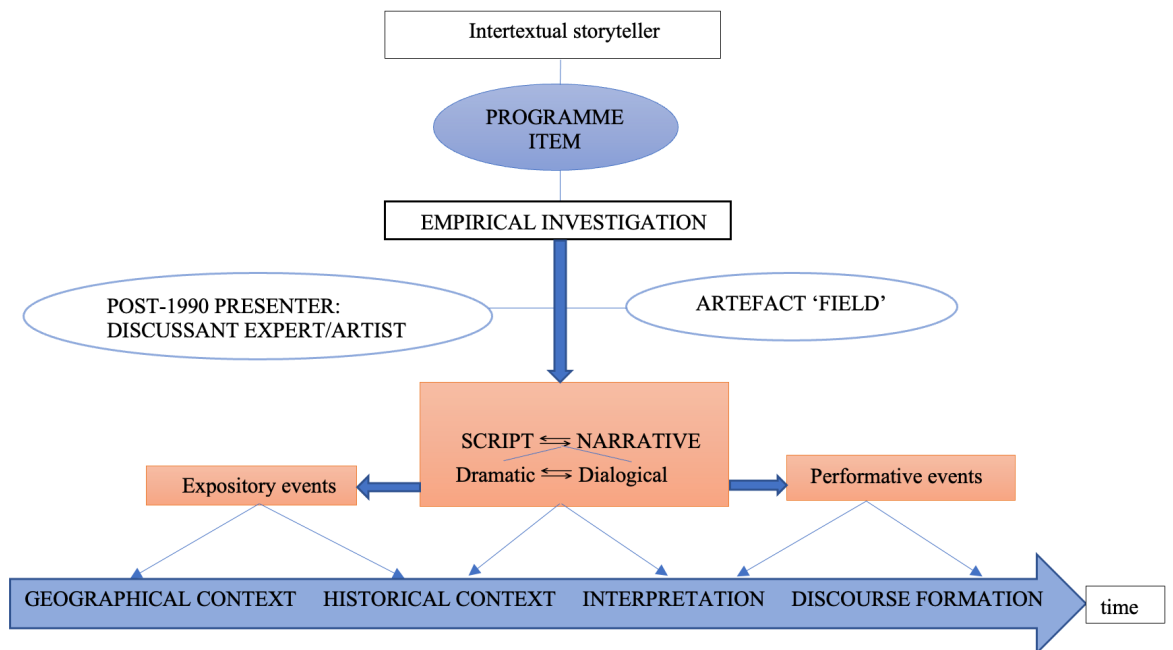 Intertextual storyteller
PROGRAMME
ITEM
EMPIRICAL INVESTIGATION
POST-1990 PRESENTER:
DISCUSSANT EXPERT/ARTIST
ARTEFACT ‘FIELD’
SCRIPT ⇌ NARRATIVE
Dramatic ⇌ Dialogical
Expository events
Performative events
GEOGRAPHICAL CONTEXT HISTORICAL CONTEXT INTERPRETATION DISCOURSE FORMATION
time